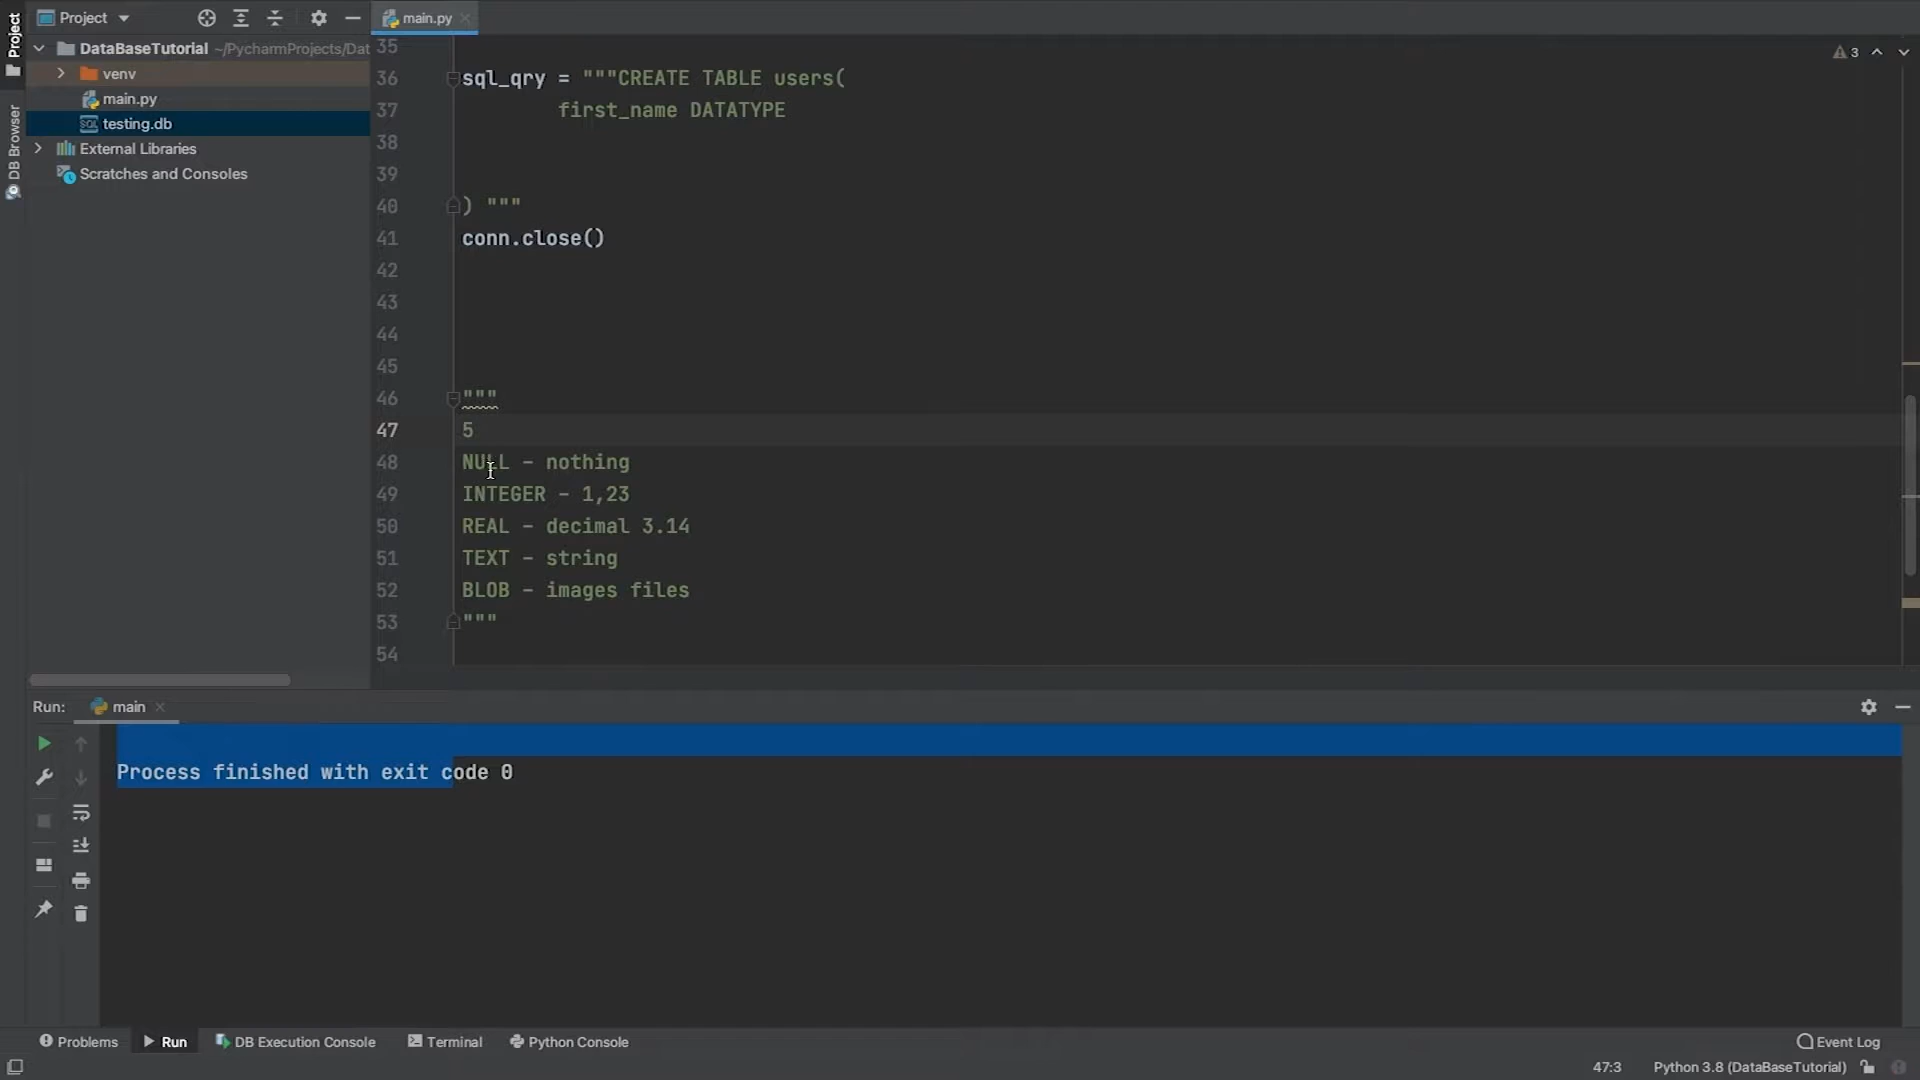 Project
main.py
Project
DB Browser
DataBaseTutorial ~/PycharmProjects/Dat
venv
main.py
testing.db
External Libraries
Scratches and Consoles
3
35
36 sql_qry = """CREATE TABLE users(
37 first_name DATATYPE
38
39
40 ) """
41 conn.close()
42
43
44
45
46 """
47 5
48 NULL - nothing
49 INTEGER - 1,23
50 REAL - decimal 3.14
51 TEXT - string
52 BLOB - images files
53 """
54
Run: main
Process finished with exit code 0
Problems Run DB Execution Console Terminal Python Console Event Log
47:3 Python 3.8 (DataBaseTutorial)